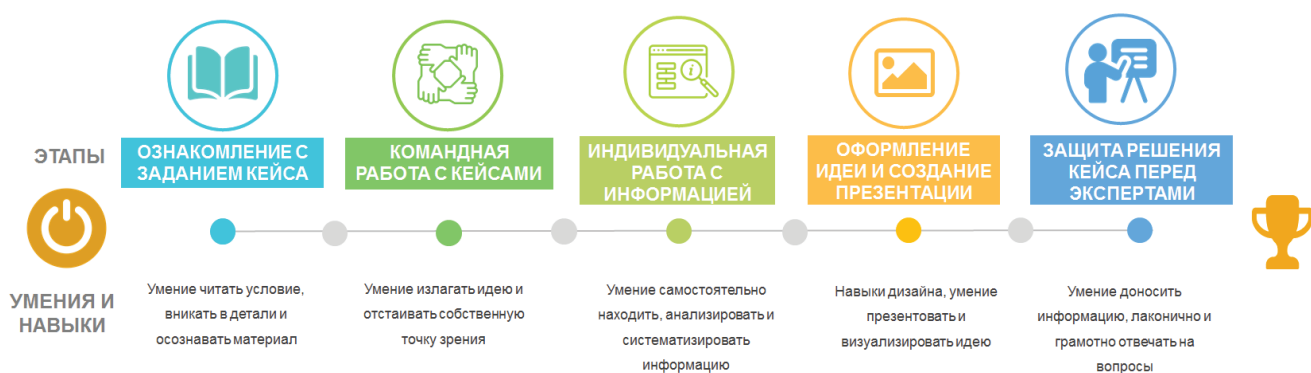 ЭТАПЫ
ОЗНАКОМЛЕНИЕ С
ЗАДАНИЕМ КЕЙСА
КОМАНДНАЯ
РАБОТА С КЕЙСАМИ
ИНДИВИДУАЛЬНАЯ
РАБОТА С
ИНФОРМАЦИЕЙ
ОФОРМЛЕНИЕ
ИДЕИ И СОЗДАНИЕ
ПРЕЗЕНТАЦИИ
ЗАЩИТА РЕШЕНИЯ
КЕЙСА ПЕРЕД
ЭКСПЕРТАМИ
УМЕНИЯ И
НАВЫКИ
Умение читать условие,
вникать в детали и
осознавать материал
Умение излагать идею и
отстаивать собственную
точку зрения
Умение самостоятельно
находить, анализировать и
систематизировать
информацию
Навыки дизайна, умение
презентовать и
визуализировать идею
Умение доносить
информацию, лаконично и
грамотно отвечать на
вопросы